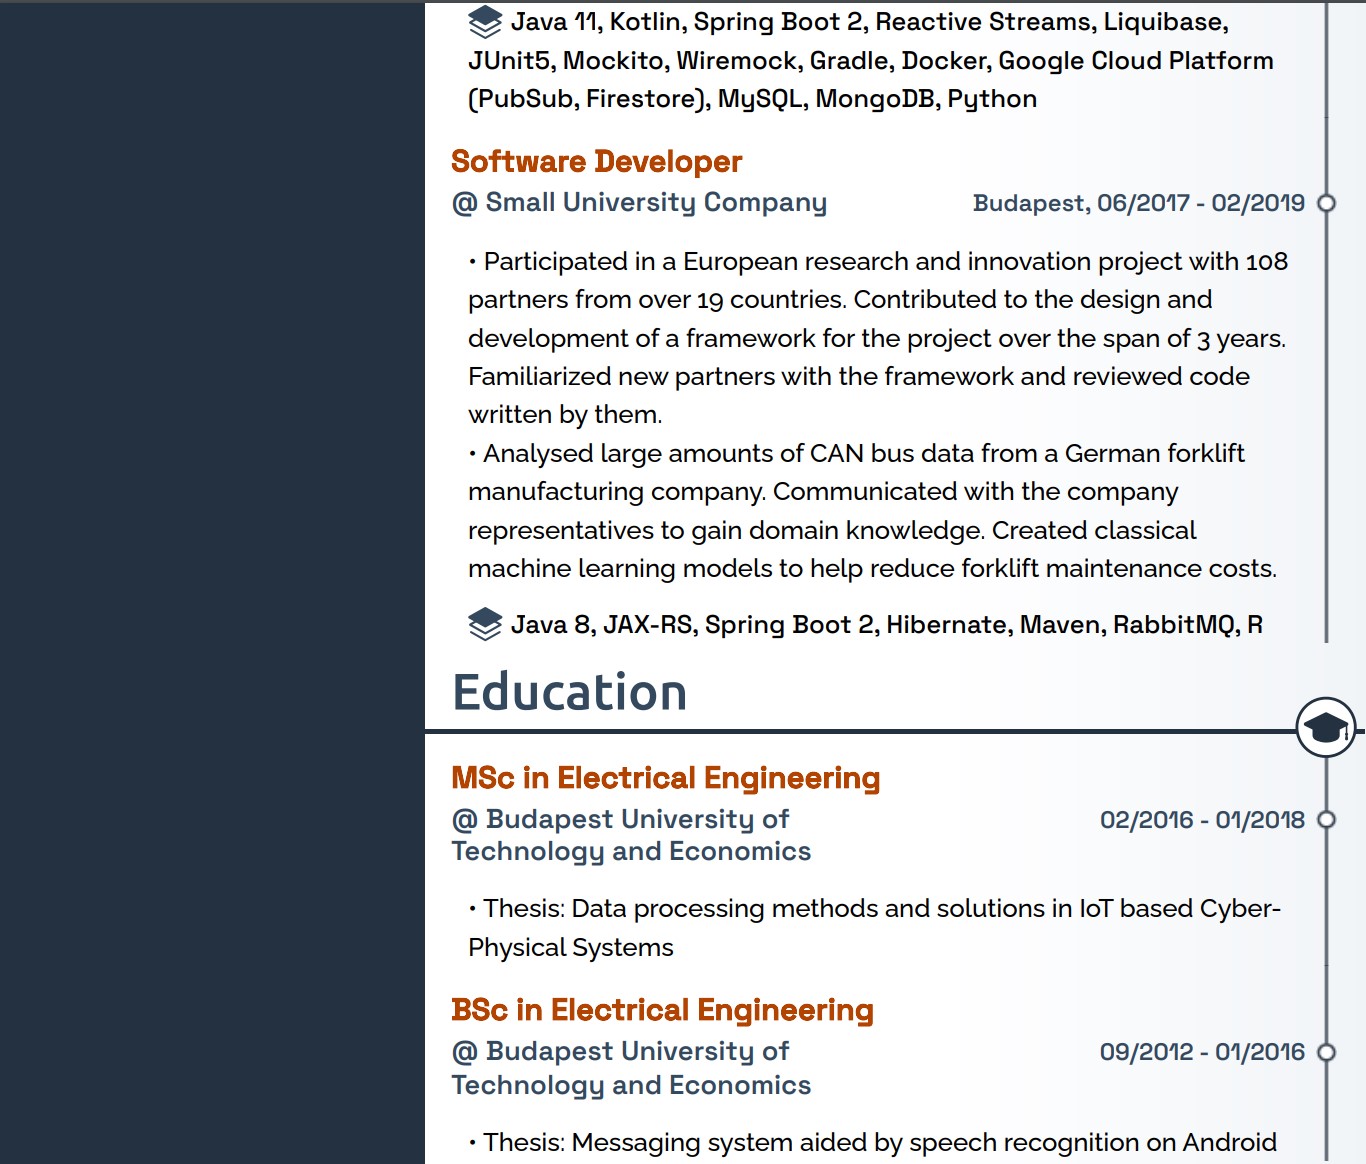 Java 11, Kotlin, Spring Boot 2, Reactive Streams, Liquibase,
JUnit5, Mockito, Wiremock, Gradle, Docker, Google Cloud Platform
(PubSub, Firestore), MySQL, MongoDB, Python
Software Developer
@ Small University Company
Budapest, 06/2017 - 02/2019
• Participated in a European research and innovation project with 108
partners from over 19 countries. Contributed to the design and
development of a framework for the project over the span of 3 years.
Familiarized new partners with the framework and reviewed code
written by them.
• Analysed large amounts of CAN bus data from a German forklift
manufacturing company. Communicated with the company
representatives to gain domain knowledge. Created classical
machine learning models to help reduce forklift maintenance costs.
Java 8, JAX-RS, Spring Boot 2, Hibernate, Maven, RabbitMQ, R
Education
MSc in Electrical Engineering
@ Budapest University of
Technology and Economics
02/2016 - 01/2018
• Thesis: Data processing methods and solutions in IoT based Cyber-
Physical Systems
BSc in Electrical Engineering
@ Budapest University of
Technology and Economics
09/2012 - 01/2016
• Thesis: Messaging system aided by speech recognition on Android